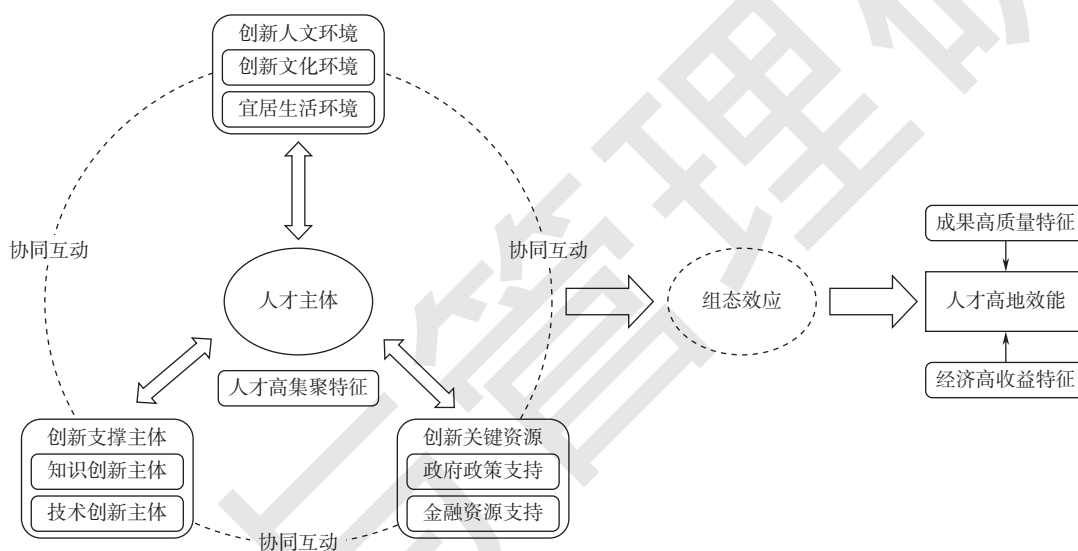 创新人文环境
创新文化环境
宜居生活环境
协同互动
协同互动
人才主体
人才高集聚特征
创新支撑主体
知识创新主体
技术创新主体
协同互动
创新关键资源
政府政策支持
金融资源支持
组态效应
成果高质量特征
人才高地效能
经济高收益特征
与管理